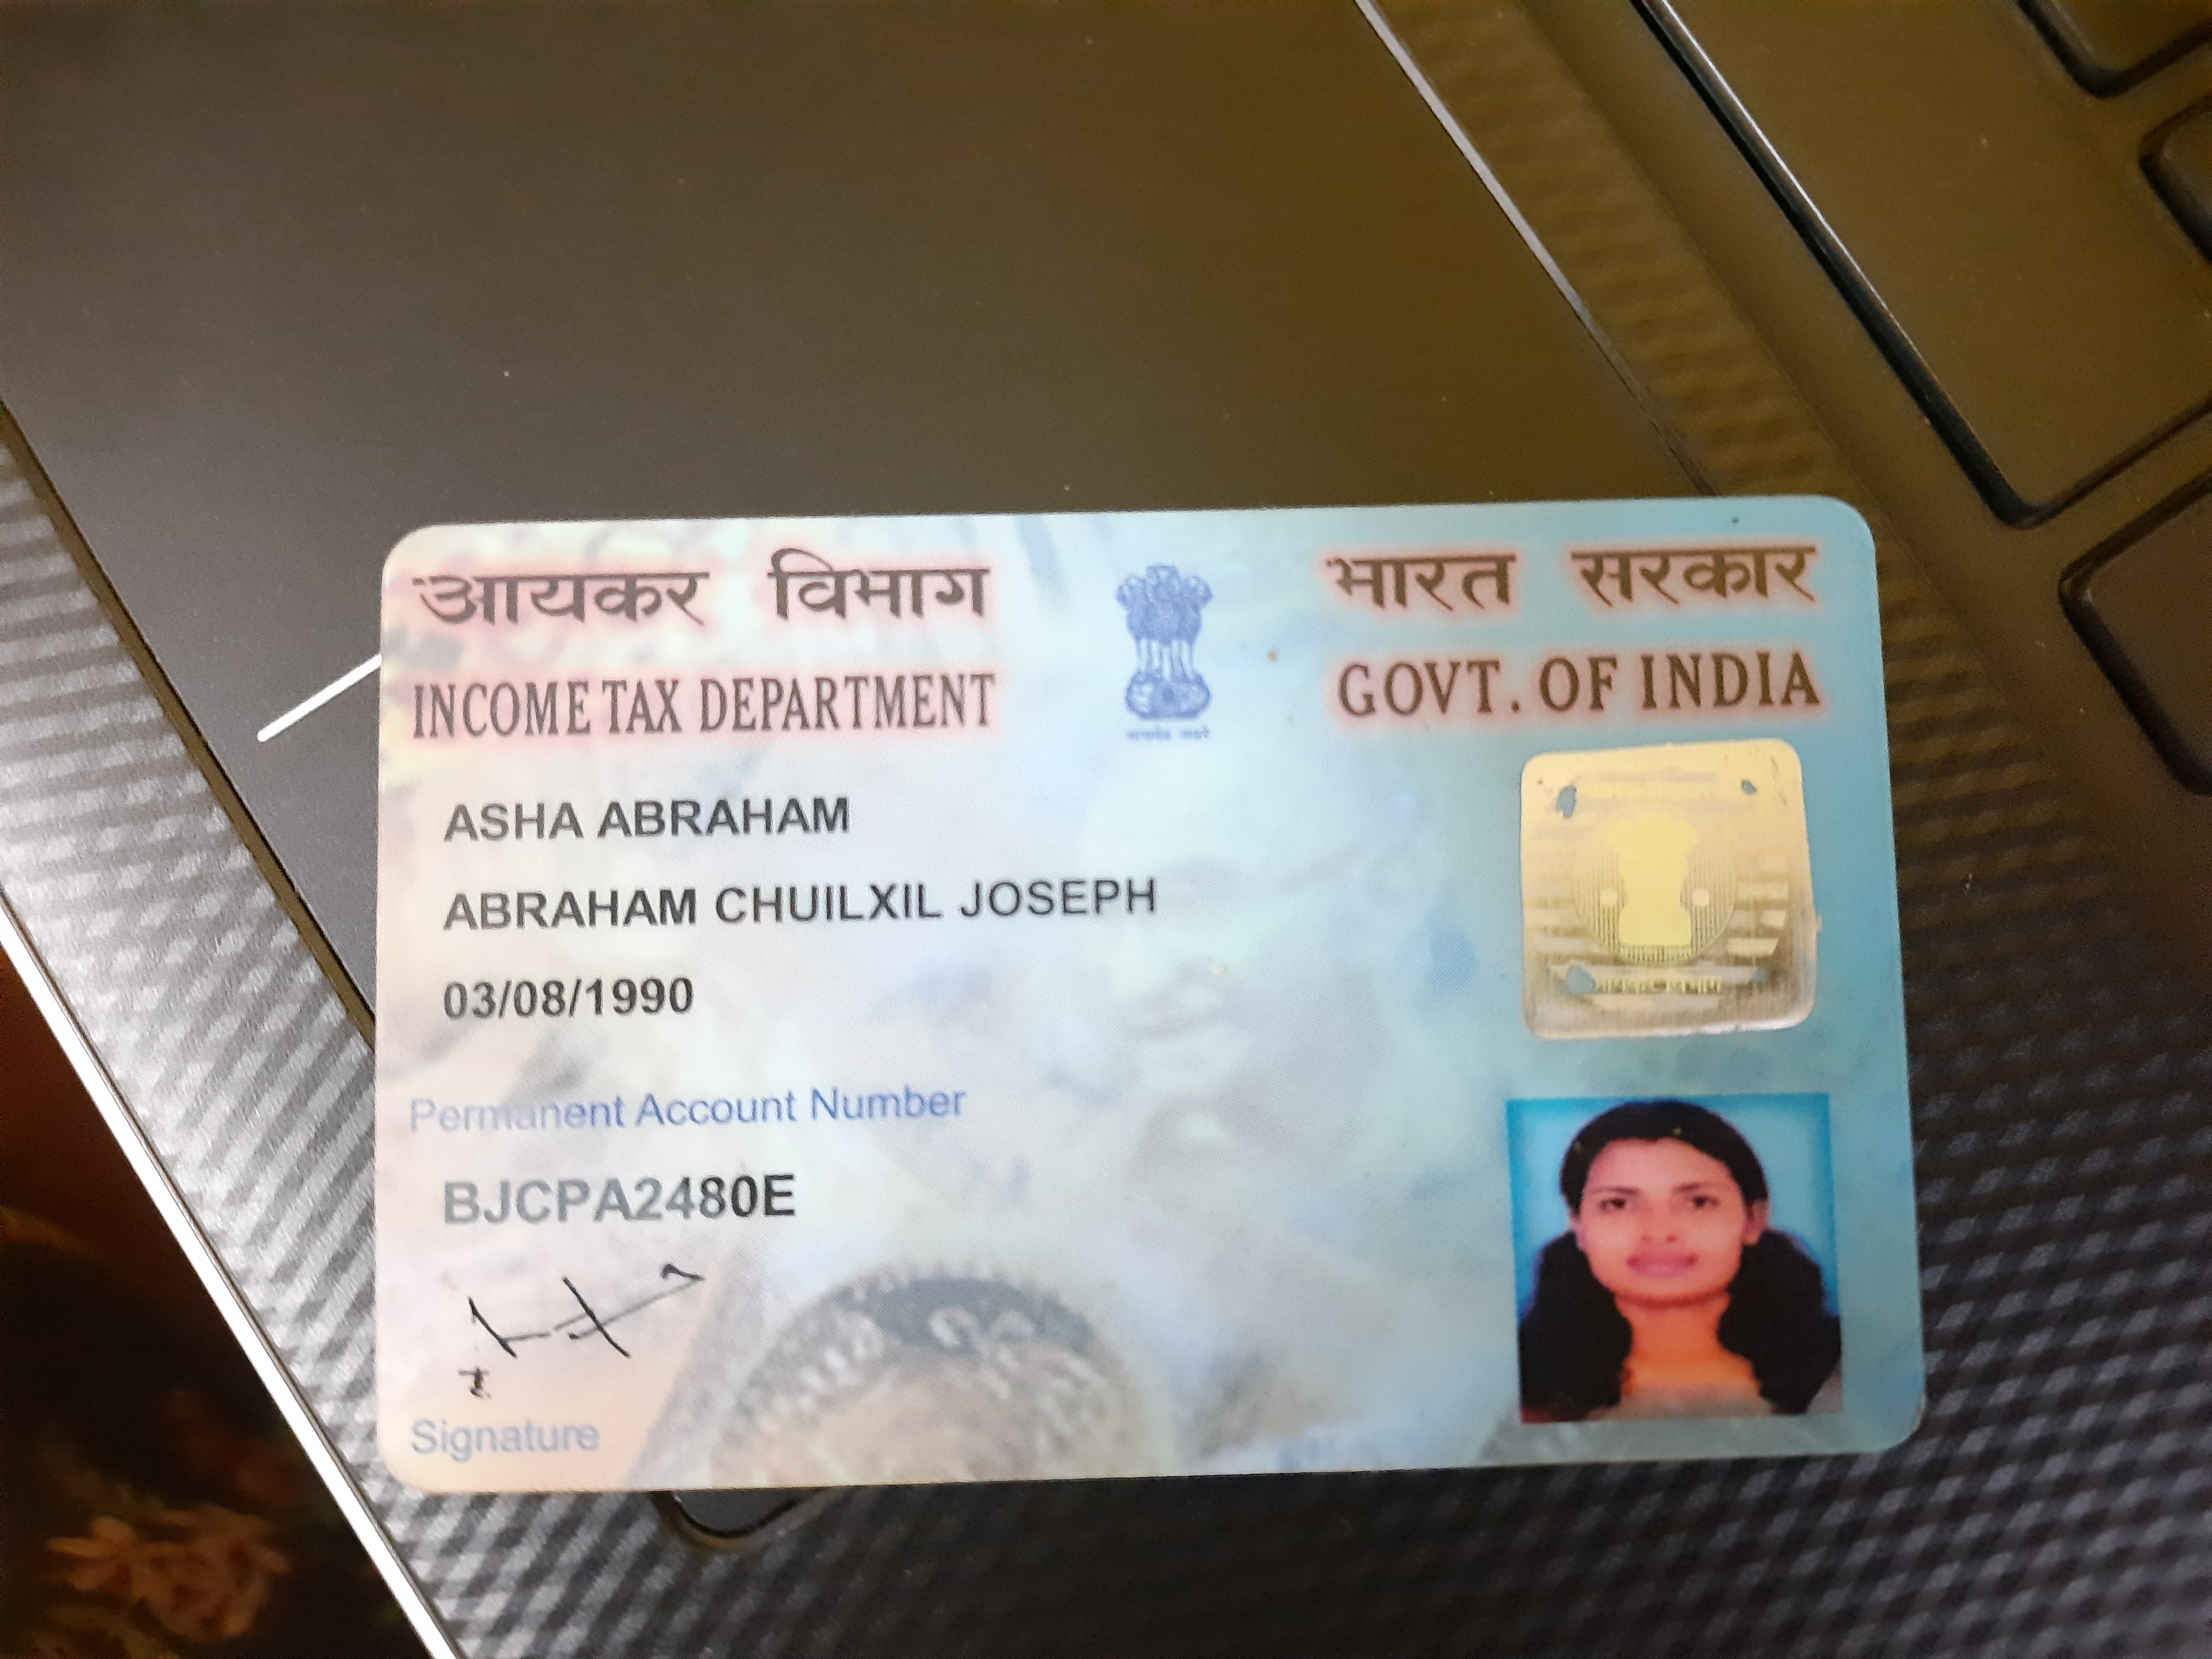 आयकर विभाग
INCOME TAX DEPARTMENT
भारत सरकार
GOVT. OF INDIA
ASHA ABRAHAM
ABRAHAM CHUILXIL JOSEPH
03/08/1990
Permanent Account Number
BJCPA2480E
Signature